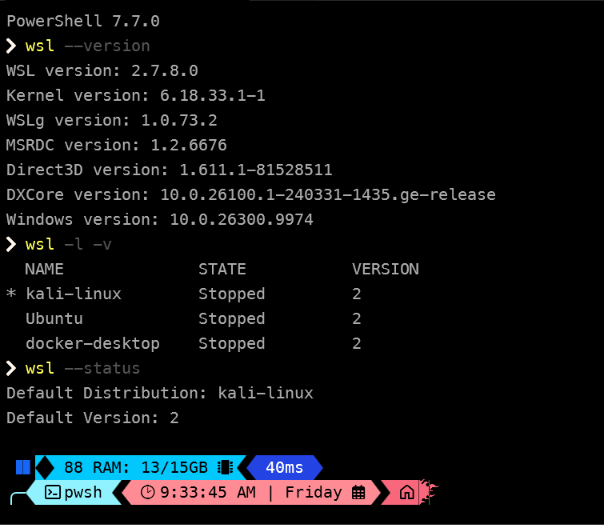 PowerShell 7.7.0
❯ wsl --version
WSL version: 2.7.8.0
Kernel version: 6.18.33.1-1
WSLg version: 1.0.73.2
MSRDC version: 1.2.6676
Direct3D version: 1.611.1-81528511
DXCore version: 10.0.26100.1-240331-1435.ge-release
Windows version: 10.0.26300.9974
❯ wsl -l -v
  NAME              STATE           VERSION
* kali-linux        Stopped         2
  Ubuntu            Stopped         2
  docker-desktop    Stopped         2
❯ wsl --status
Default Distribution: kali-linux
Default Version: 2
88 RAM: 13/15GB 40ms
pwsh 9:33:45 AM | Friday